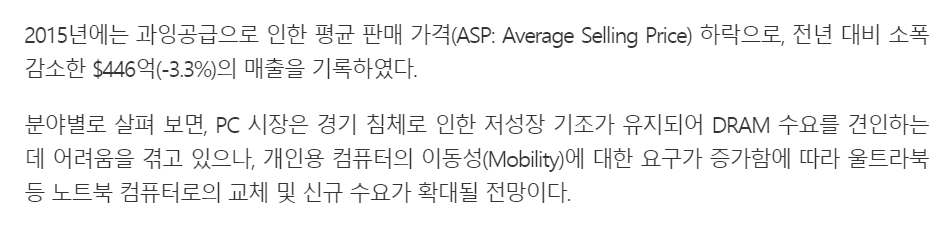 2015년에는 과잉공급으로 인한 평균 판매 가격(ASP: Average Selling Price) 하락으로, 전년 대비 소폭
감소한 $446억(-3.3%)의 매출을 기록하였다.
분야별로 살펴 보면, PC 시장은 경기 침체로 인한 저성장 기조가 유지되어 DRAM 수요를 견인하는
데 어려움을 겪고 있으나, 개인용 컴퓨터의 이동성(Mobility)에 대한 요구가 증가함에 따라 울트라북
등 노트북 컴퓨터로의 교체 및 신규 수요가 확대될 전망이다.